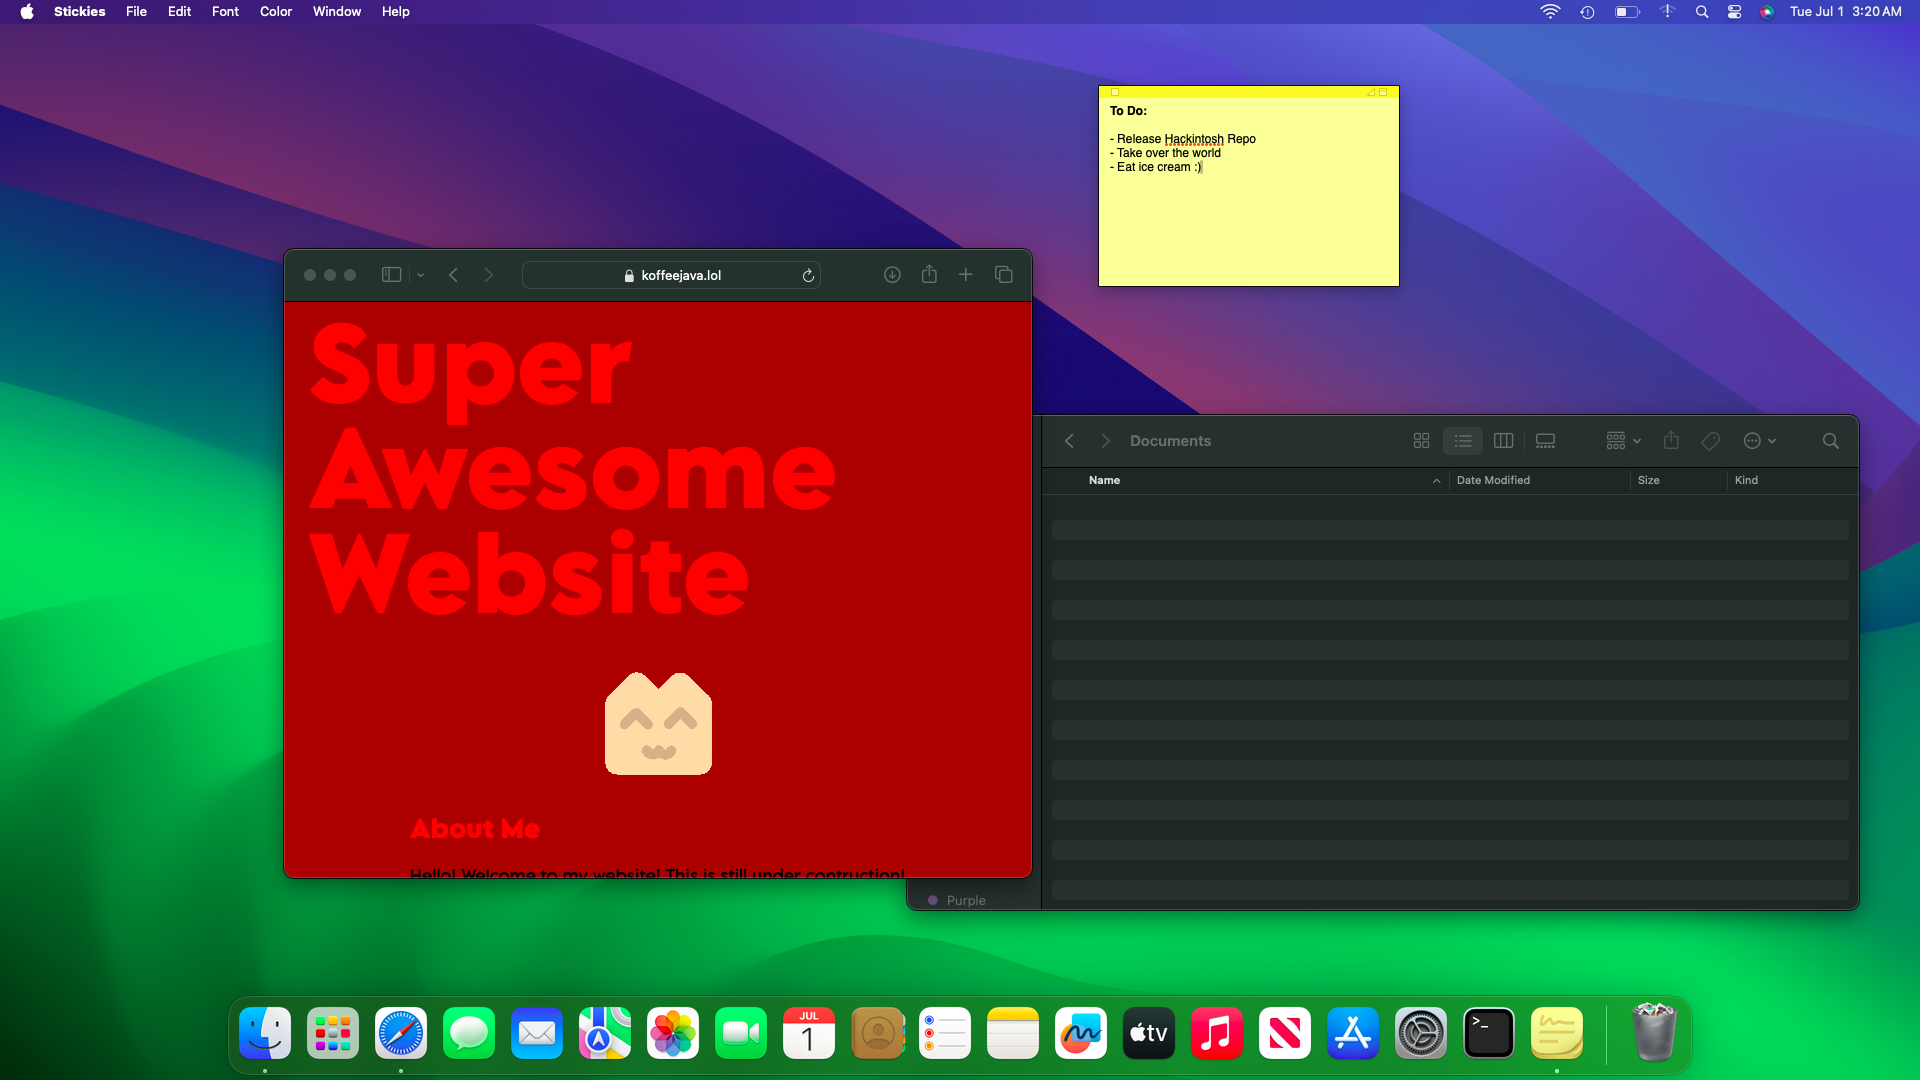 Stickies File Edit Font Color Window Help
Tue Jul 1 3:20 AM
To Do:
- Release Hackintosh Repo
- Take over the world
- Eat ice cream :)
koffeejava.lol
Super
Awesome
Website
About Me
Hello! Welcome to my website! This is still under contruction!
Documents
Name Date Modified Size Kind
Purple
JUL
1
tv
>_